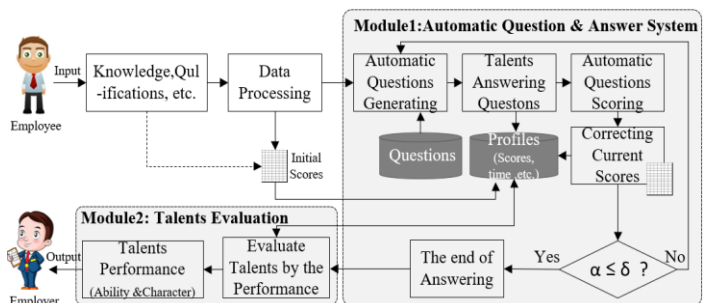 Module1:Automatic Question & Answer System
Input
Knowledge,Qul
-ifications, etc.
Data
Processing
Automatic
Questions
Generating
Talents
Answering
Questons
Automatic
Questions
Scoring
Employee
Initial
Scores
Questions
Profiles
(Scores,
time ,etc.)
Correcting
Current
Scores
Module2: Talents Evaluation
Output
Talents
Performance
(Ability &Character)
Evaluate
Talents by the
Performance
The end of
Answering
Yes
α ≤ δ ?
No
Employer